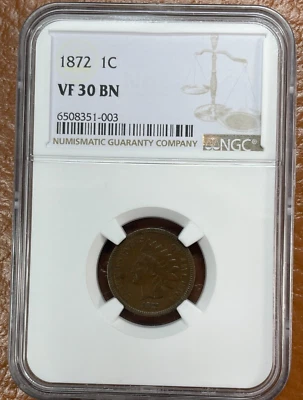 1872 1C
VF 30 BN
6508351-003
NUMISMATIC GUARANTY COMPANY
NGC